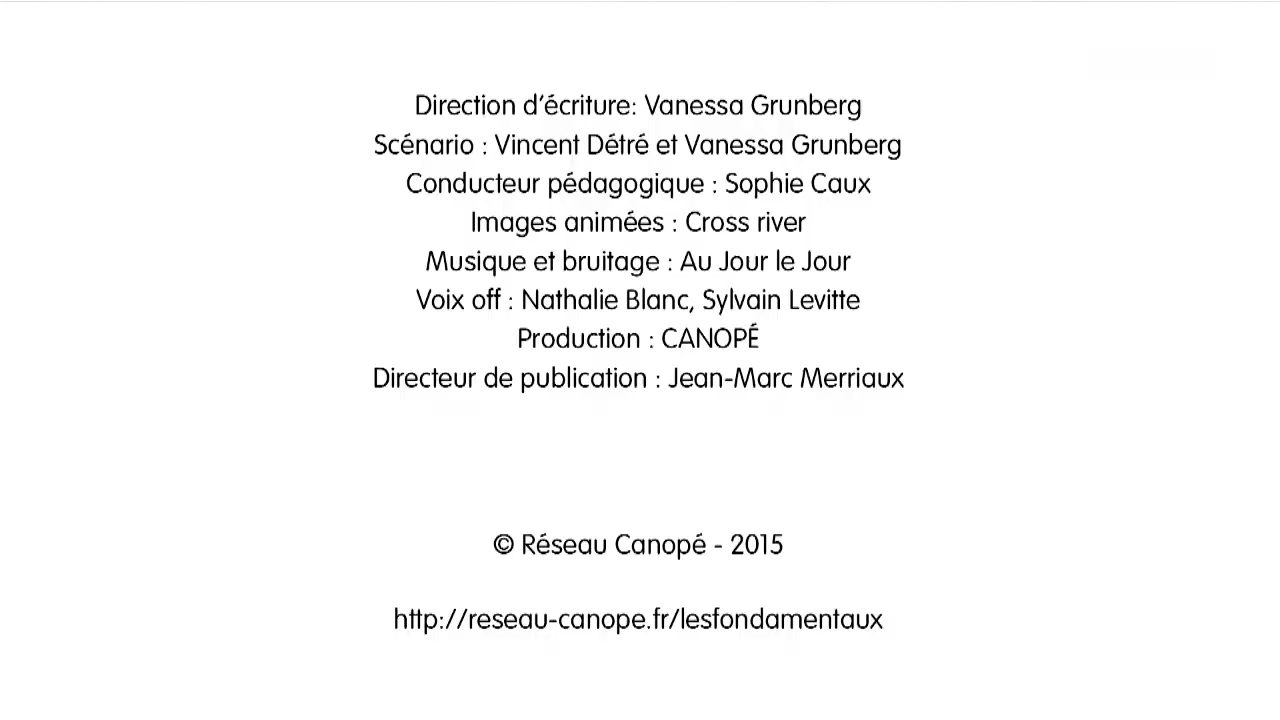 Direction d’écriture: Vanessa Grunberg
Scénario : Vincent Détré et Vanessa Grunberg
Conducteur pédagogique : Sophie Caux
Images animées : Cross river
Musique et bruitage : Au Jour le Jour
Voix off : Nathalie Blanc, Sylvain Levitte
Production : CANOPÉ
Directeur de publication : Jean-Marc Merriaux
© Réseau Canopé - 2015
http://reseau-canope.fr/lesfondamentaux